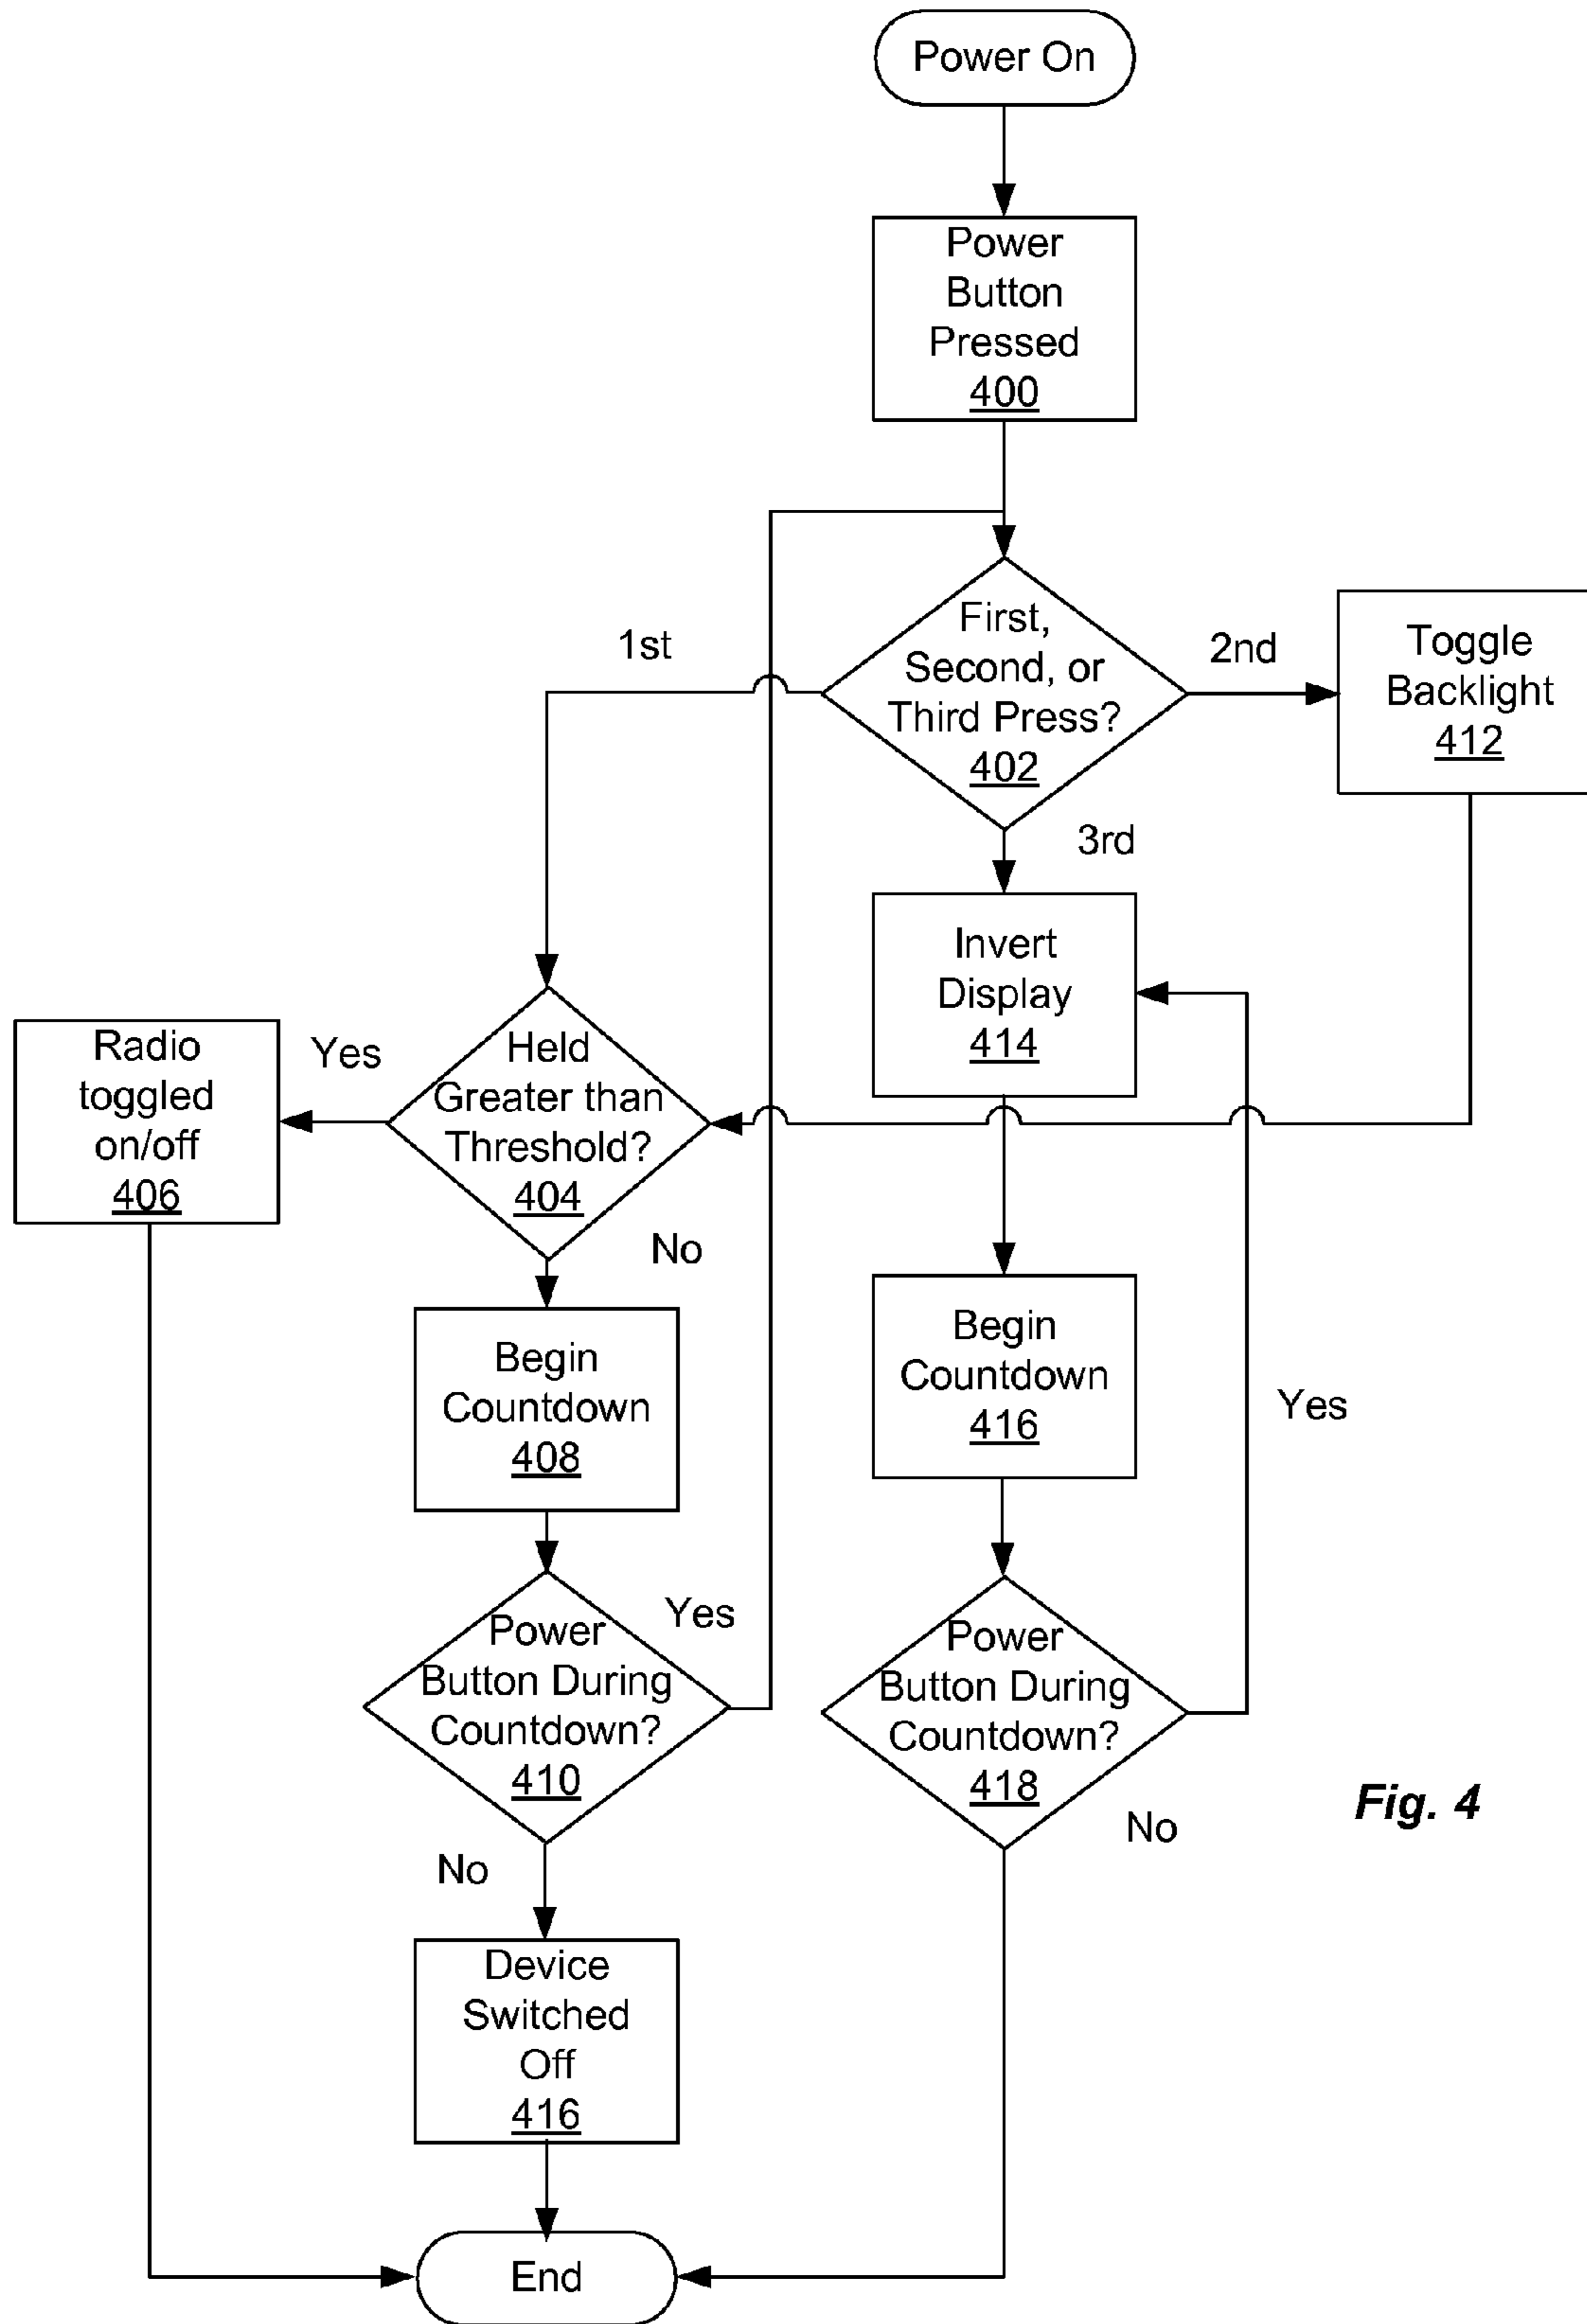 Power On
Power
Button
Pressed
400
First,
Second, or
Third Press?
402
1st
2nd
3rd
Toggle
Backlight
412
Invert
Display
414
Held
Greater than
Threshold?
404
Yes
No
Radio
toggled
on/off
406
Begin
Countdown
408
Begin
Countdown
416
Yes
Power
Button During
Countdown?
410
Yes
No
Power
Button During
Countdown?
418
No
Fig. 4
Device
Switched
Off
416
End